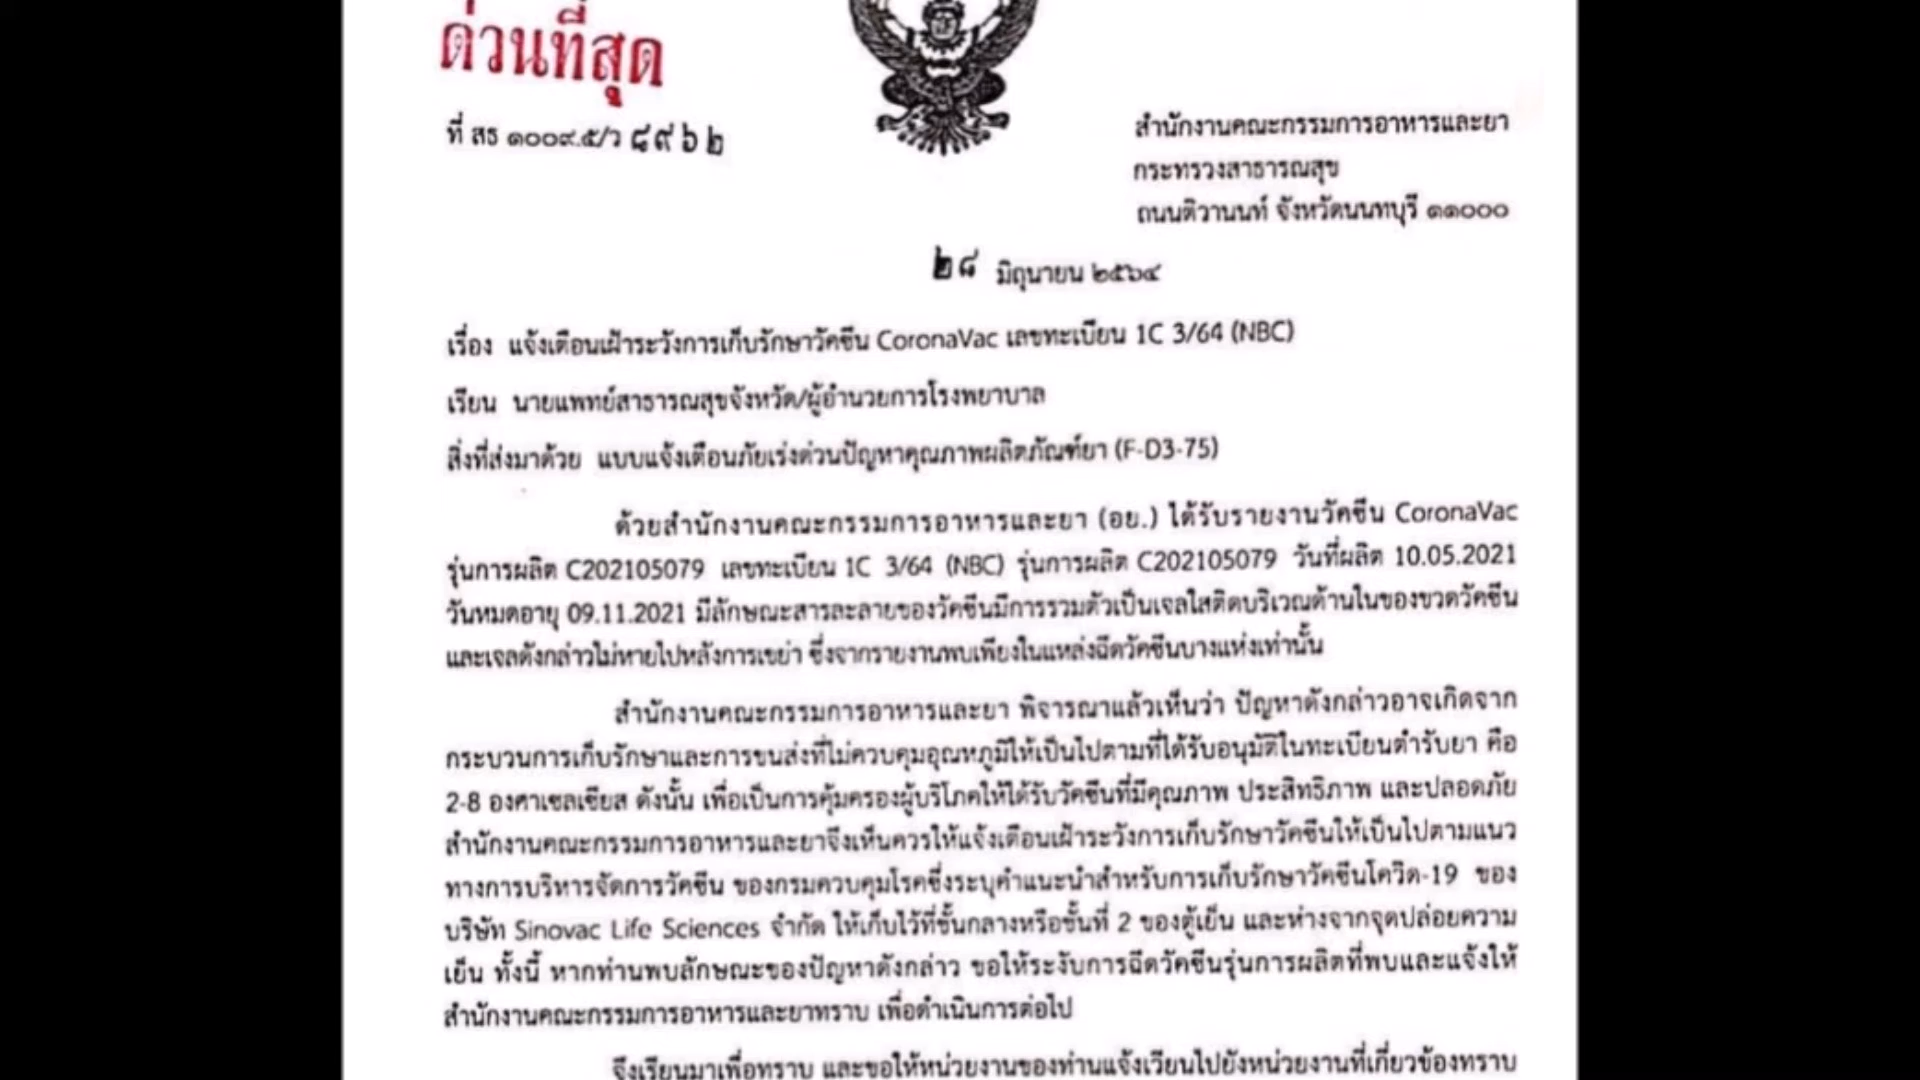 ด่วนที่สุด
ที่ สธ ๑๐๐๙.๕/ว ๘๙๖๒
สำนักงานคณะกรรมการอาหารและยา
กระทรวงสาธารณสุข
ถนนติวานนท์ จังหวัดนนทบุรี ๑๑๐๐๐
๒๘ มิถุนายน ๒๕๖๔
เรื่อง แจ้งเตือนเฝ้าระวังการเก็บรักษาวัคซีน CoronaVac เลขทะเบียน 1C 3/64 (NBC)
เรียน นายแพทย์สาธารณสุขจังหวัด/ผู้อำนวยการโรงพยาบาล
สิ่งที่ส่งมาด้วย แบบแจ้งเตือนภัยเร่งด่วนปัญหาคุณภาพผลิตภัณฑ์ยา (F-D3-75)
ด้วยสำนักงานคณะกรรมการอาหารและยา (อย.) ได้รับรายงานวัคซีน CoronaVac
รุ่นการผลิต C202105079 เลขทะเบียน 1C 3/64 (NBC) รุ่นการผลิต C202105079 วันที่ผลิต 10.05.2021
วันหมดอายุ 09.11.2021 มีลักษณะสารละลายของวัคซีนมีการรวมตัวเป็นเจลใสติดบริเวณด้านในของขวดวัคซีน
และเจลดังกล่าวไม่หายไปหลังการเขย่า ซึ่งจากรายงานพบเพียงในแหล่งฉีดวัคซีนบางแห่งเท่านั้น
สำนักงานคณะกรรมการอาหารและยา พิจารณาแล้วเห็นว่า ปัญหาดังกล่าวอาจเกิดจาก
กระบวนการเก็บรักษาและการขนส่งที่ไม่ควบคุมอุณหภูมิให้เป็นไปตามที่ได้รับอนุมัติในทะเบียนตำรับยา คือ
2-8 องศาเซลเซียส ดังนั้น เพื่อเป็นการคุ้มครองผู้บริโภคให้ได้รับวัคซีนที่มีคุณภาพ ประสิทธิภาพ และปลอดภัย
สำนักงานคณะกรรมการอาหารและยาจึงเห็นควรให้แจ้งเตือนเฝ้าระวังการเก็บรักษาวัคซีนให้เป็นไปตามแนว
ทางการบริหารจัดการวัคซีน ของกรมควบคุมโรคซึ่งระบุคำแนะนำสำหรับการเก็บรักษาวัคซีนโควิด-19 ของ
บริษัท Sinovac Life Sciences จำกัด ให้เก็บไว้ที่ชั้นกลางหรือชั้นที่ 2 ของตู้เย็น และห่างจากจุดปล่อยความ
เย็น ทั้งนี้ หากท่านพบลักษณะของปัญหาดังกล่าว ขอให้ระงับการฉีดวัคซีนรุ่นการผลิตที่พบและแจ้งให้
สำนักงานคณะกรรมการอาหารและยาทราบ เพื่อดำเนินการต่อไป
จึงเรียนมาเพื่อทราบ และขอให้หน่วยงานของท่านแจ้งเวียนไปยังหน่วยงานที่เกี่ยวข้องทราบ